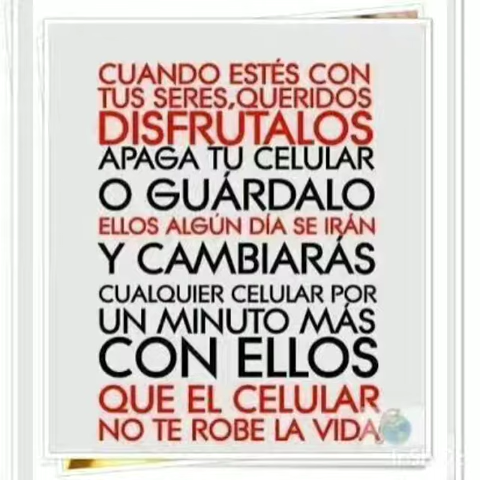 CUANDO ESTÉS CON
TUS SERES,QUERIDOS
DISFRUTALOS
APAGA TU CELULAR
O GUÁRDALO
ELLOS ALGÚN DÍA SE IRÁN
Y CAMBIARÁS
CUALQUIER CELULAR POR
UN MINUTO MÁS
CON ELLOS
QUE EL CELULAR
NO TE ROBE LA VIDA